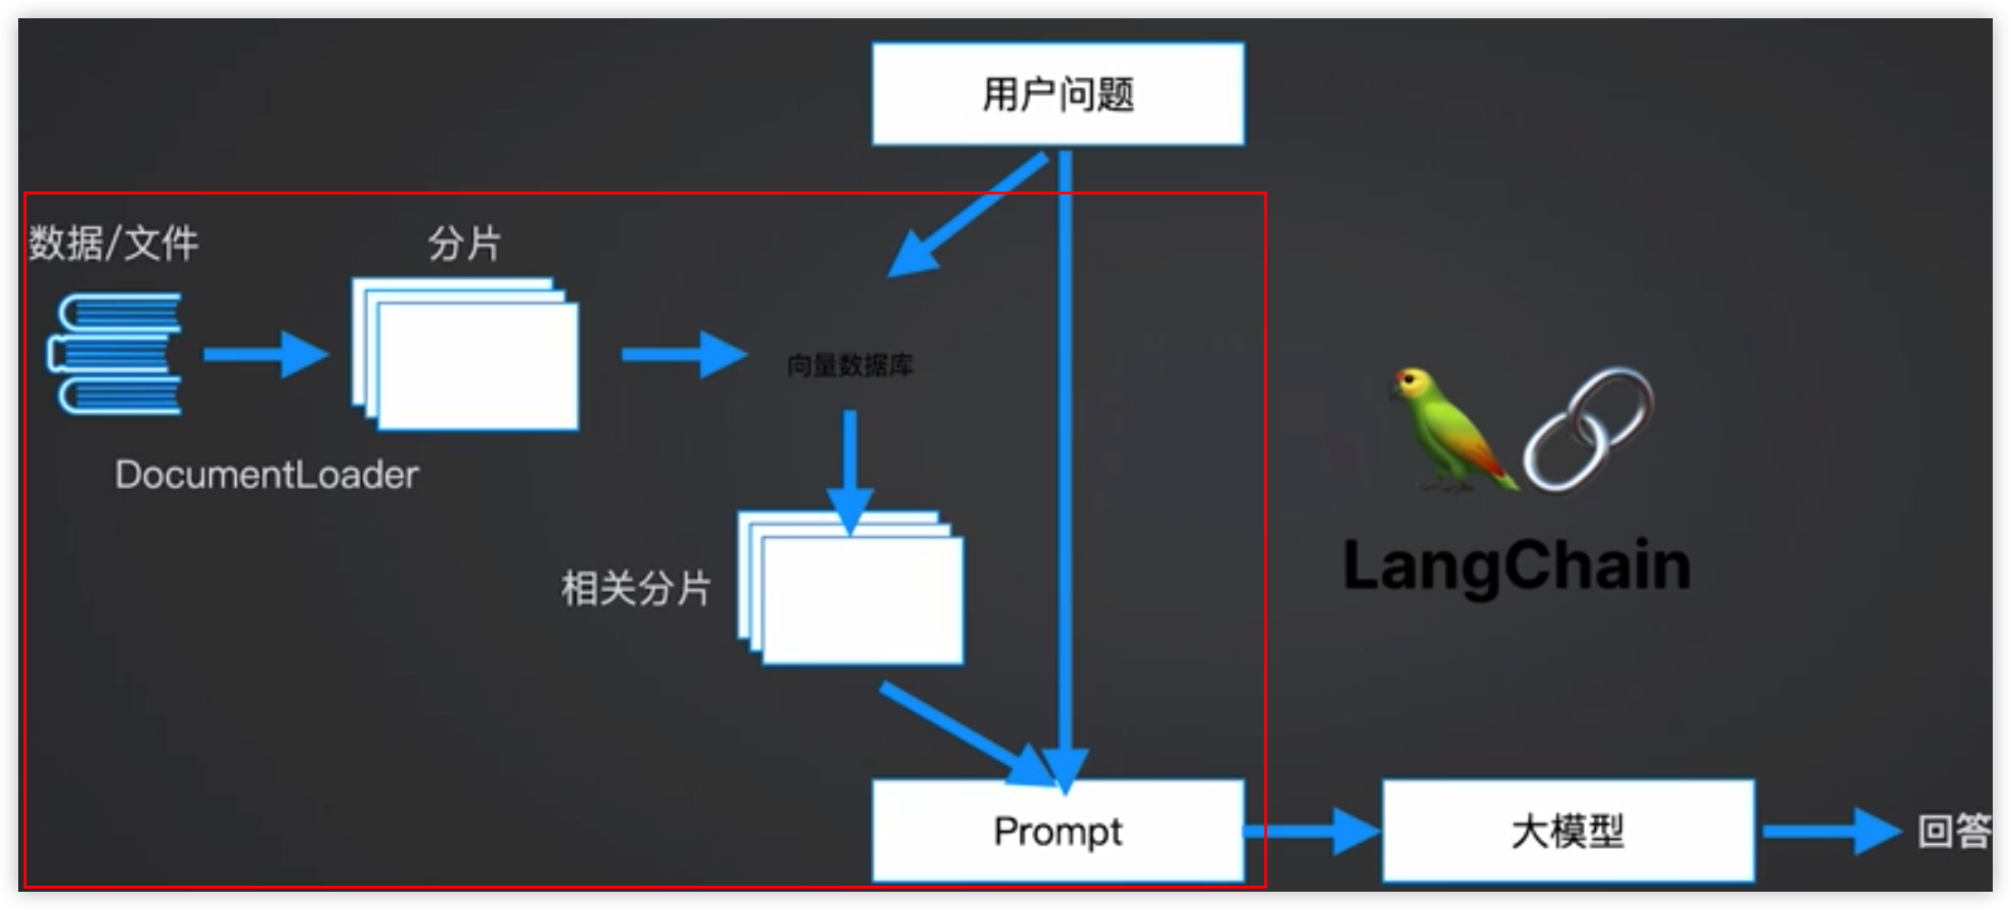 用户问题
数据/文件
分片
向量数据库
DocumentLoader
相关分片
LangChain
Prompt
大模型
回答